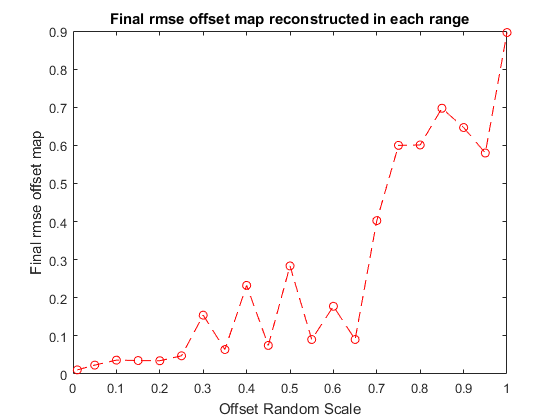 Final rmse offset map reconstructed in each range
Final rmse offset map
0.9
0.8
0.7
0.6
0.5
0.4
0.3
0.2
0.1
0
0 0.1 0.2 0.3 0.4 0.5 0.6 0.7 0.8 0.9 1
Offset Random Scale